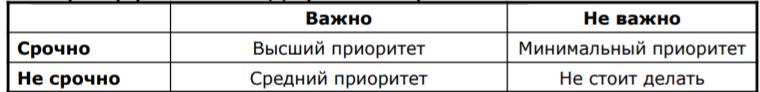 Важно Не важно
Срочно Высший приоритет Минимальный приоритет
Не срочно Средний приоритет Не стоит делать